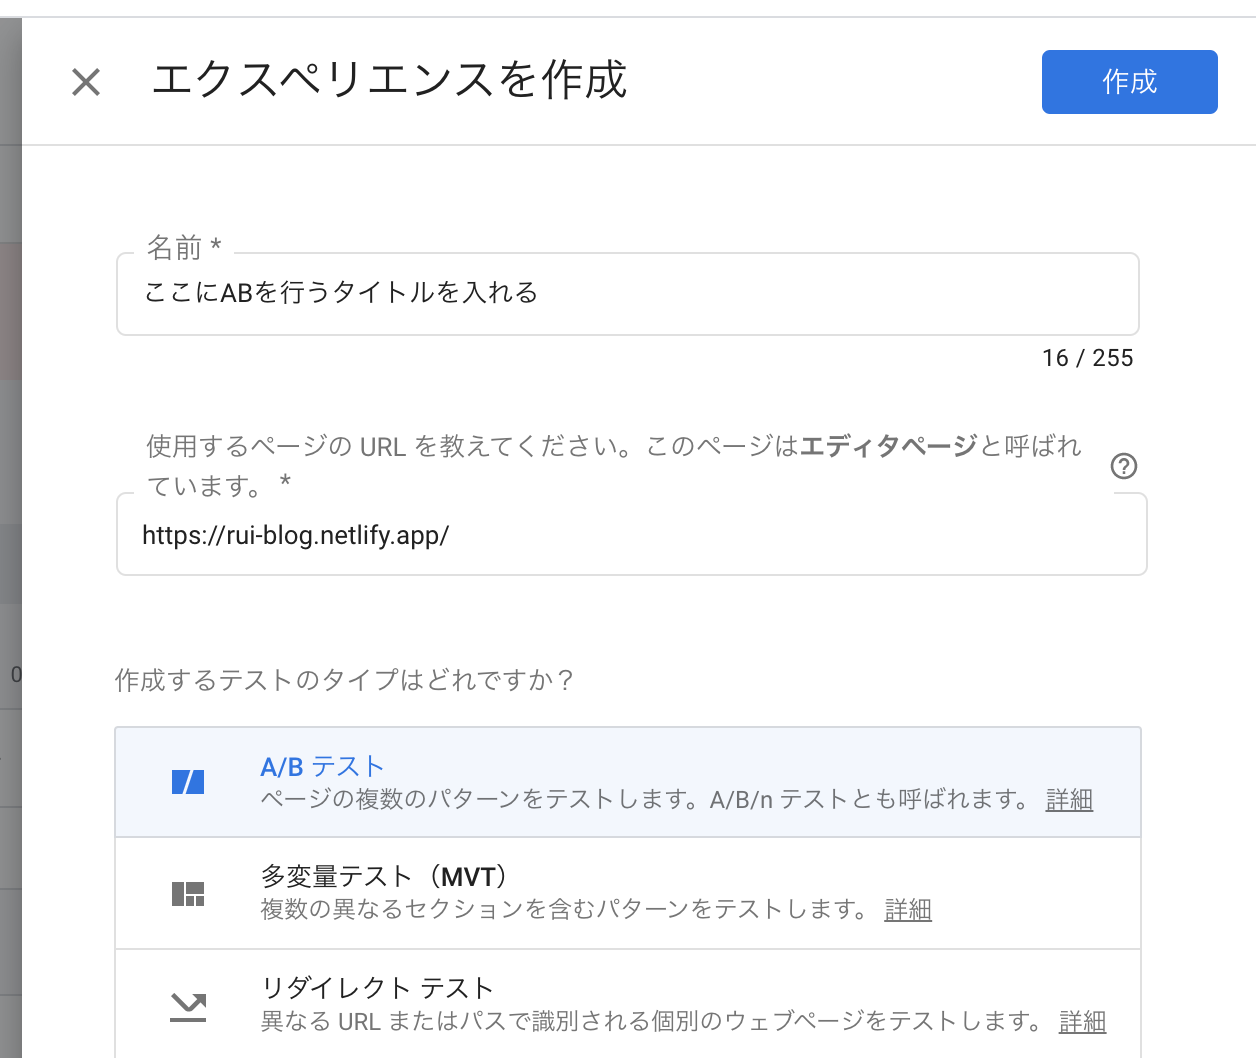 エクスペリエンスを作成
作成
名前 *
ここにABを行うタイトルを入れる
16 / 255
使用するページの URL を教えてください。このページはエディタページと呼ばれ
ています。 *
https://rui-blog.netlify.app/
0
作成するテストのタイプはどれですか？
A/B テスト
ページの複数のパターンをテストします。A/B/n テストとも呼ばれます。 詳細
多変量テスト（MVT）
複数の異なるセクションを含むパターンをテストします。 詳細
リダイレクト テスト
異なる URL またはパスで識別される個別のウェブページをテストします。 詳細